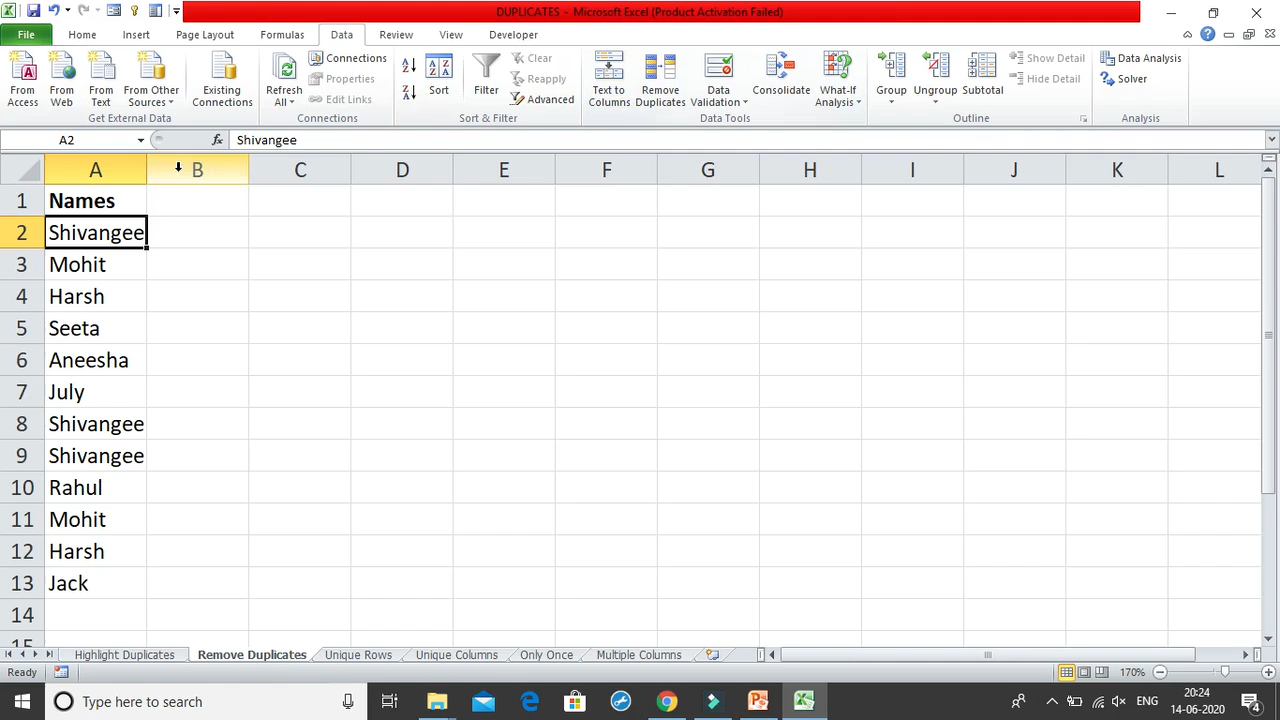 DUPLICATES - Microsoft Excel (Product Activation Failed)
File Home Insert Page Layout Formulas Data Review View Developer
From Access
From Web
From Text
From Other Sources
Existing Connections
Get External Data
Refresh All
Connections
Properties
Edit Links
Connections
Sort
Filter
Clear
Reapply
Advanced
Sort & Filter
Text to Columns
Remove Duplicates
Data Validation
Consolidate
What-If Analysis
Data Tools
Group
Ungroup
Subtotal
Show Detail
Hide Detail
Outline
Data Analysis
Solver
Analysis
A2 fx Shivangee
A B C D E F G H I J K L
1 Names
2 Shivangee
3 Mohit
4 Harsh
5 Seeta
6 Aneesha
7 July
8 Shivangee
9 Shivangee
10 Rahul
11 Mohit
12 Harsh
13 Jack
14
15
Highlight Duplicates Remove Duplicates Unique Rows Unique Columns Only Once Multiple Columns
Ready 170%
Type here to search ENG 20:24
14-06-2020 4